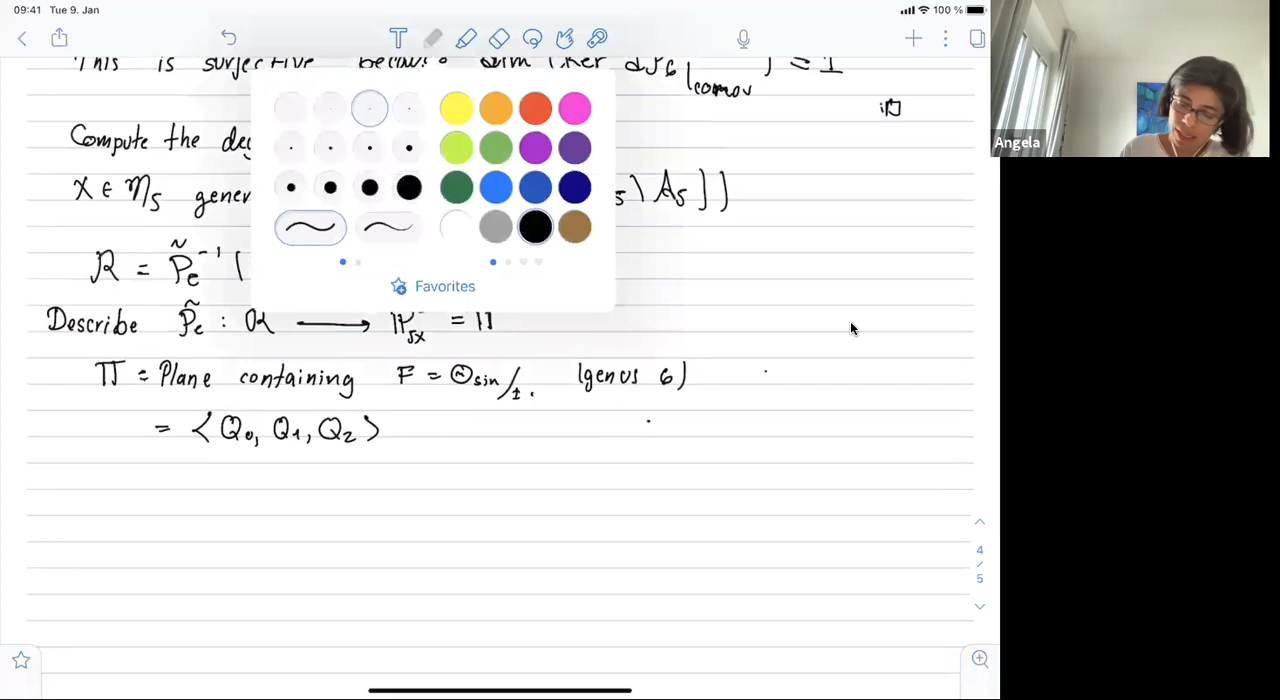 09:41 Tue 9. Jan
100 %
This is surjective
Angela
Compute the deg
X ∈ M₅ gener
s \ A₅ ] )
R = P̃ₑ⁻¹ (
Favorites
Describe P̃ₑ : R ⟶ = Π
Π = Plane containing F = Θsin/±. (genus 6)
= ⟨Q₀, Q₁, Q₂⟩
4
/
5